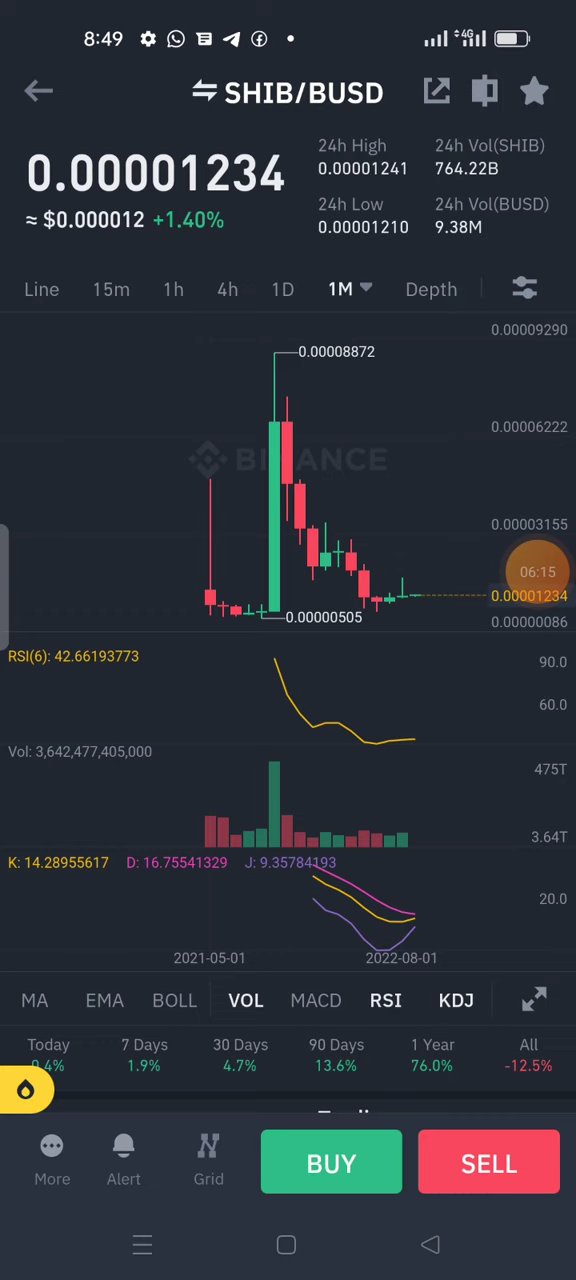 8:49 4G
SHIB/BUSD
0.00001234
≈ $0.000012 +1.40%
24h High
0.00001241
24h Vol(SHIB)
764.22B
24h Low
0.00001210
24h Vol(BUSD)
9.38M
Line 15m 1h 4h 1D 1M Depth
0.00009290
0.00008872
0.00006222
BINANCE
0.00003155
06:15
0.00001234
0.00000505
0.00000086
RSI(6): 42.66193773
90.0
60.0
Vol: 3,642,477,405,000
475T
3.64T
K: 14.28955617 D: 16.75541329 J: 9.35784193
20.0
2021-05-01 2022-08-01
MA EMA BOLL VOL MACD RSI KDJ
Today 7 Days 30 Days 90 Days 1 Year All
0.4% 1.9% 4.7% 13.6% 76.0% -12.5%
More Alert Grid BUY SELL